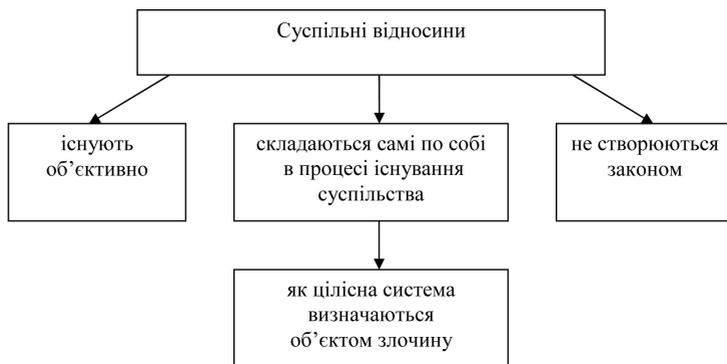 Суспільні відносини
існують
об’єктивно
складаються самі по собі
в процесі існування
суспільства
не створюються
законом
як цілісна система
визначаються
об’єктом злочину